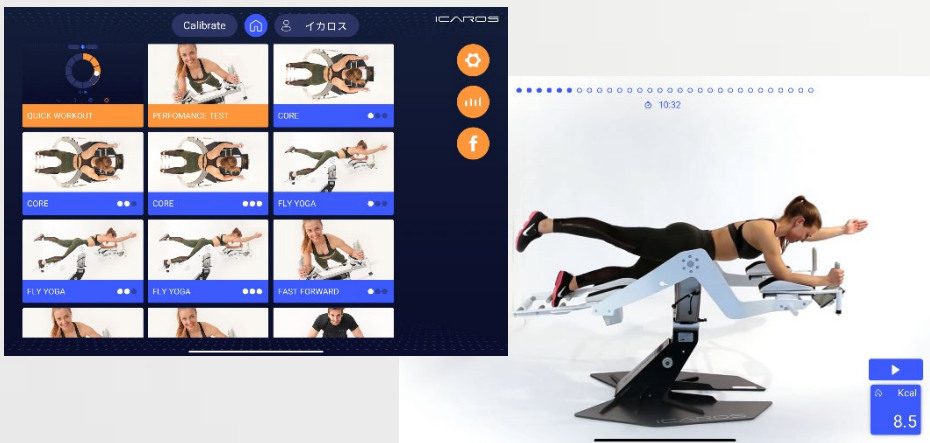 Calibrate
イカロス
ICAROS
QUICK WORKOUT
PERFOMANCE TEST
CORE
CORE
CORE
FLY YOGA
FLY YOGA
FLY YOGA
FAST FORWARD
10:32
ICAROS
Kcal
8.5